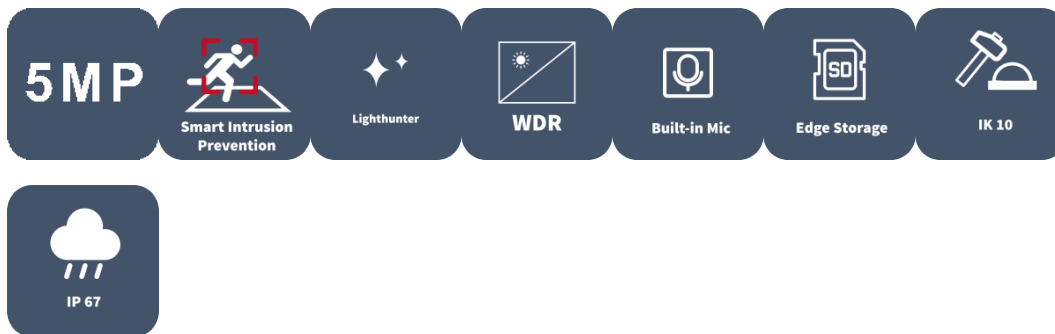 5MP
Smart Intrusion
Prevention
Lighthunter
WDR
Built-in Mic
SD
Edge Storage
IK 10
IP 67